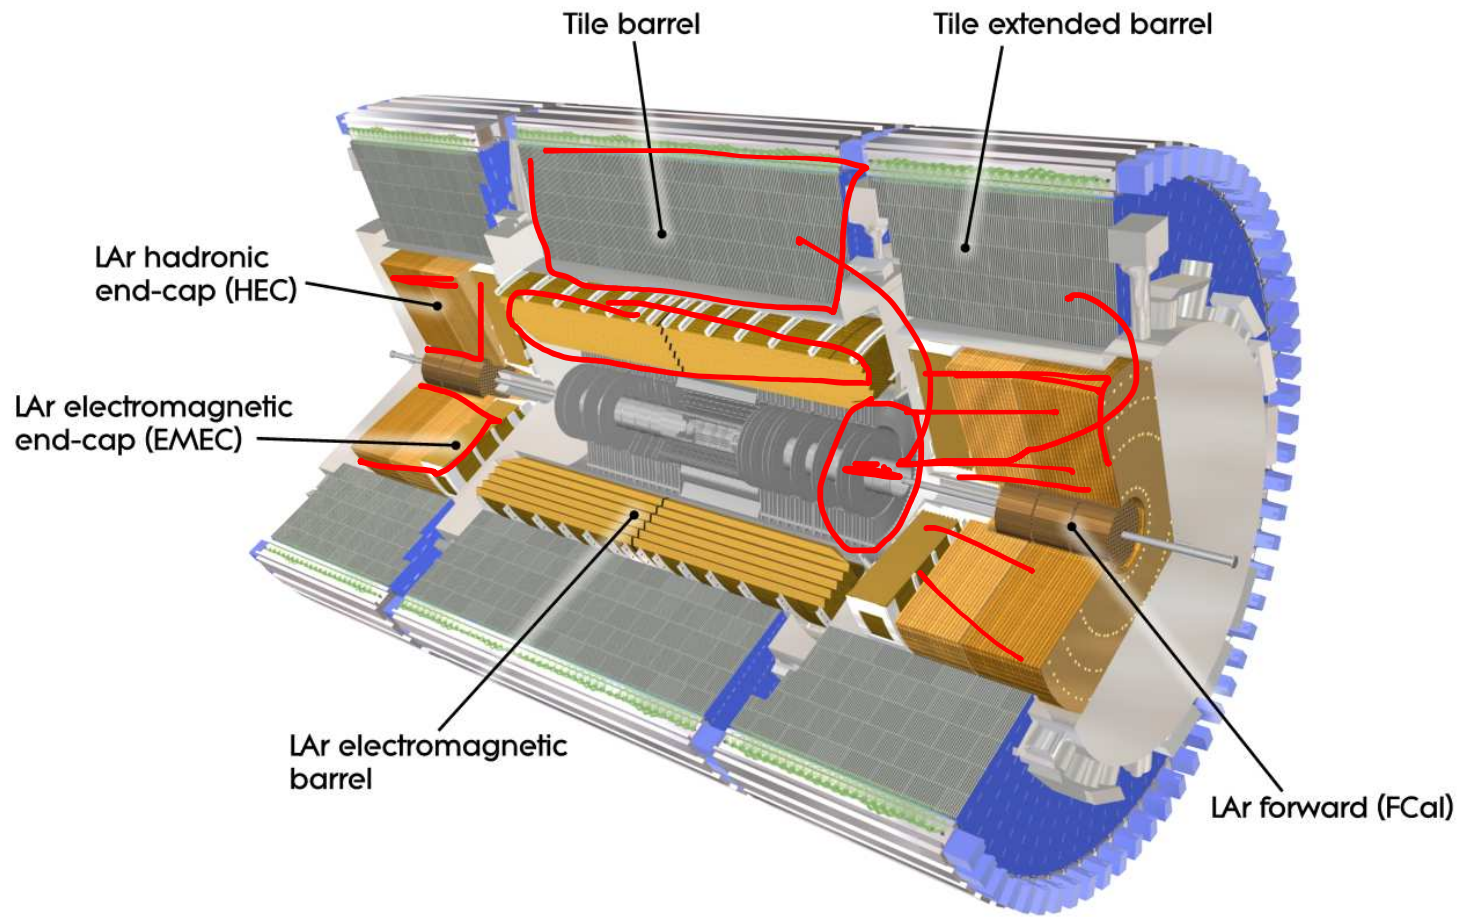 Tile barrel
Tile extended barrel
LAr hadronic
end-cap (HEC)
LAr electromagnetic
end-cap (EMEC)
LAr electromagnetic
barrel
LAr forward (FCal)